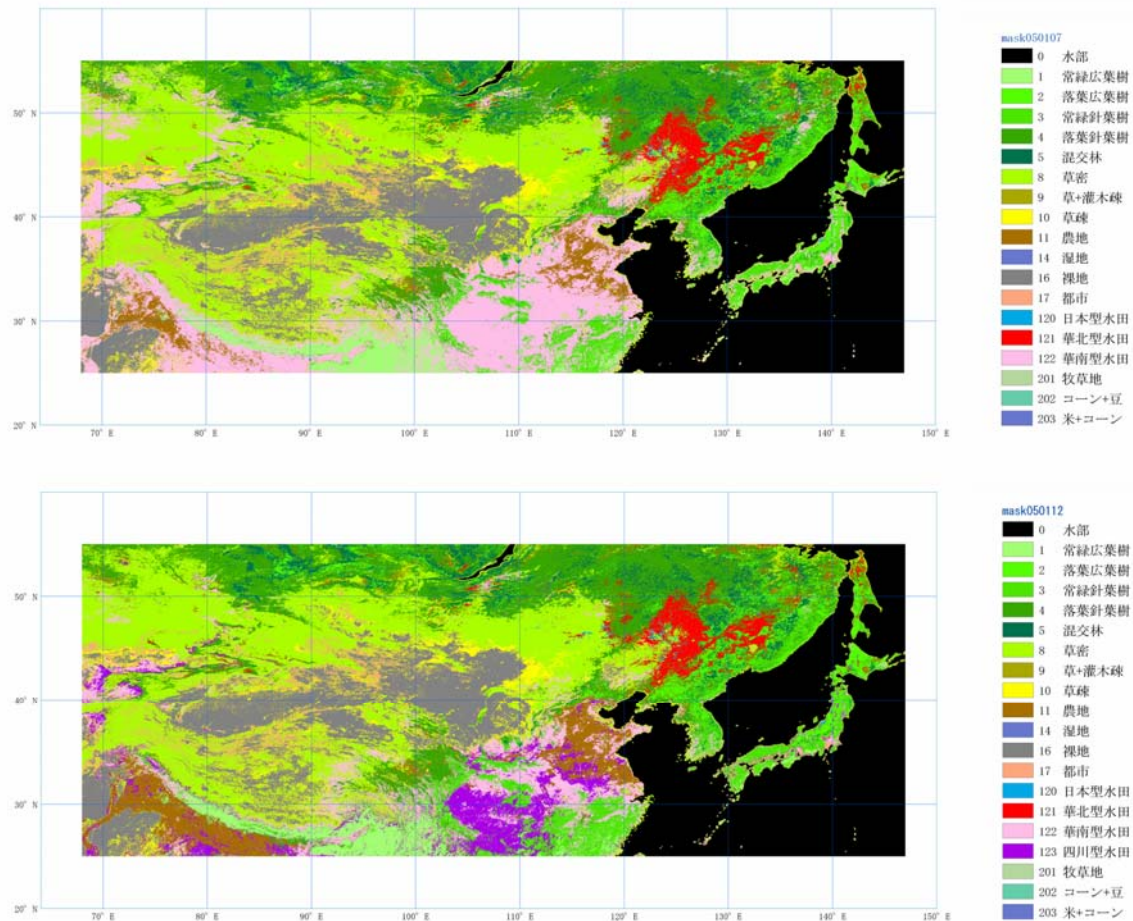 mask050107
0 水部
1 常緑広葉樹
2 落葉広葉樹
3 常緑針葉樹
4 落葉針葉樹
5 混交林
8 草密
9 草+灌木疎
10 草疎
11 農地
14 湿地
16 裸地
17 都市
120 日本型水田
121 華北型水田
122 華南型水田
201 牧草地
202 コーン+豆
203 米+コーン
50° N
40° N
30° N
20° N
70° E 80° E 90° E 100° E 110° E 120° E 130° E 140° E 150° E
mask050112
0 水部
1 常緑広葉樹
2 落葉広葉樹
3 常緑針葉樹
4 落葉針葉樹
5 混交林
8 草密
9 草+灌木疎
10 草疎
11 農地
14 湿地
16 裸地
17 都市
120 日本型水田
121 華北型水田
122 華南型水田
123 四川型水田
201 牧草地
202 コーン+豆
203 米+コーン
50° N
40° N
30° N
20° N
70° E 80° E 90° E 100° E 110° E 120° E 130° E 140° E 150° E